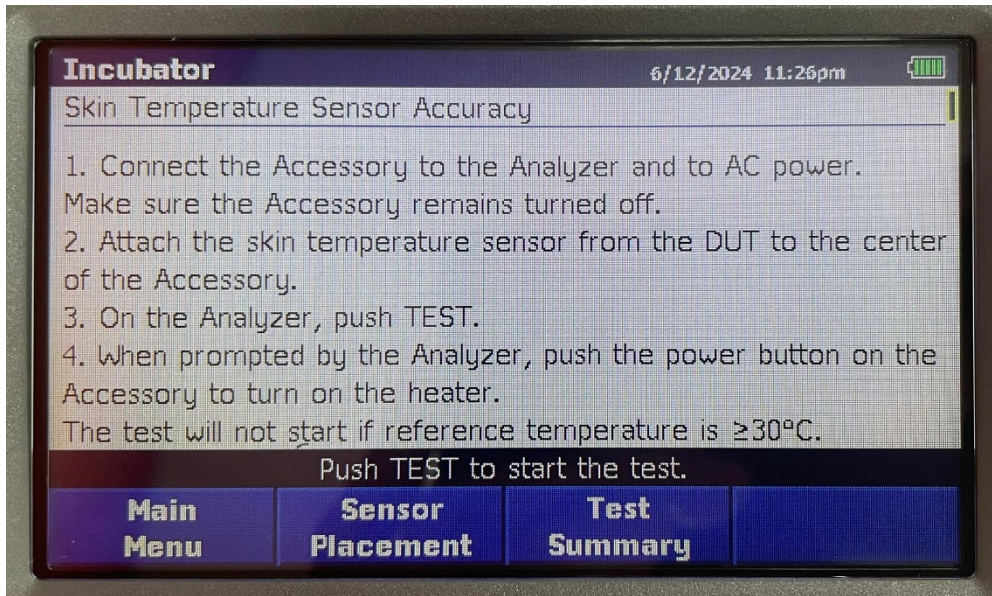 Incubator
6/12/2024 11:26pm
Skin Temperature Sensor Accuracy
1. Connect the Accessory to the Analyzer and to AC power.
Make sure the Accessory remains turned off.
2. Attach the skin temperature sensor from the DUT to the center
of the Accessory.
3. On the Analyzer, push TEST.
4. When prompted by the Analyzer, push the power button on the
Accessory to turn on the heater.
The test will not start if reference temperature is ≥30°C.
Push TEST to start the test.
Main
Menu
Sensor
Placement
Test
Summary